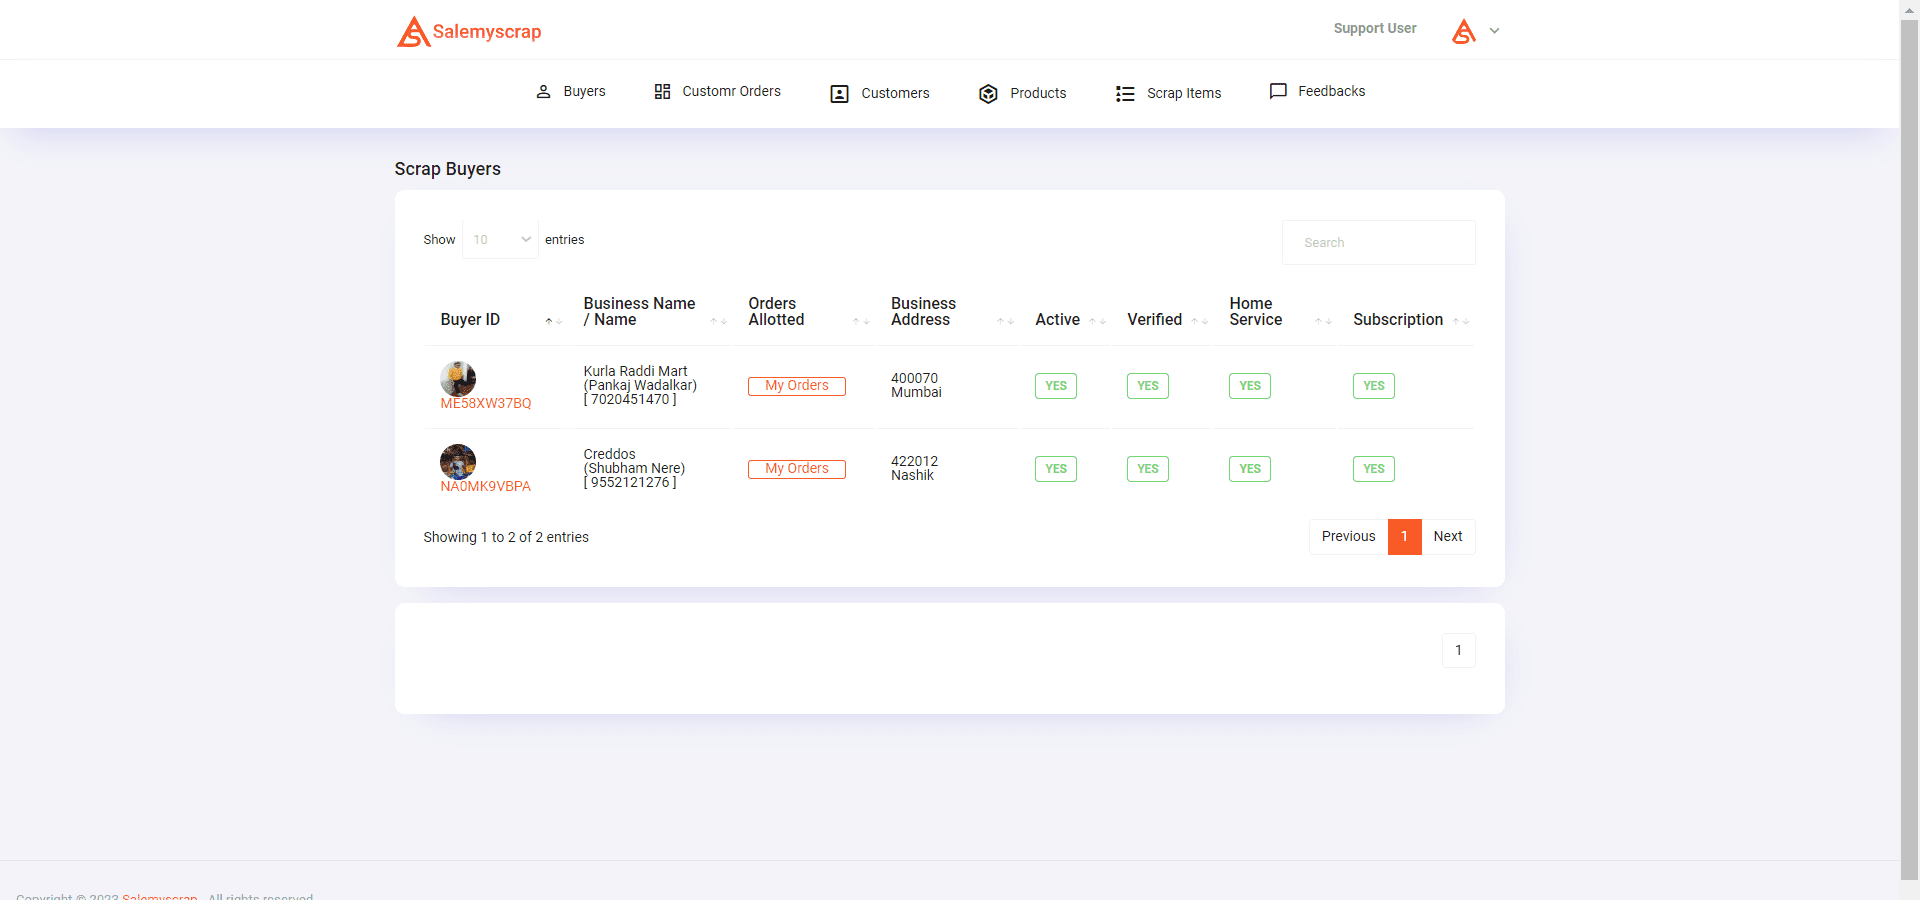 Salemyscrap
Support User
Buyers
Customr Orders
Customers
Products
Scrap Items
Feedbacks
Scrap Buyers
Show 10 entries
Search
Buyer ID
Business Name
/ Name
Orders
Allotted
Business
Address
Active
Verified
Home
Service
Subscription
ME58XW37BQ
Kurla Raddi Mart
(Pankaj Wadalkar)
[ 7020451470 ]
My Orders
400070
Mumbai
YES
YES
YES
YES
NA0MK9VBPA
Creddos
(Shubham Nere)
[ 9552121276 ]
My Orders
422012
Nashik
YES
YES
YES
YES
Showing 1 to 2 of 2 entries
Previous 1 Next
1
Copyright © 2023 Salemyscrap . All rights reserved.